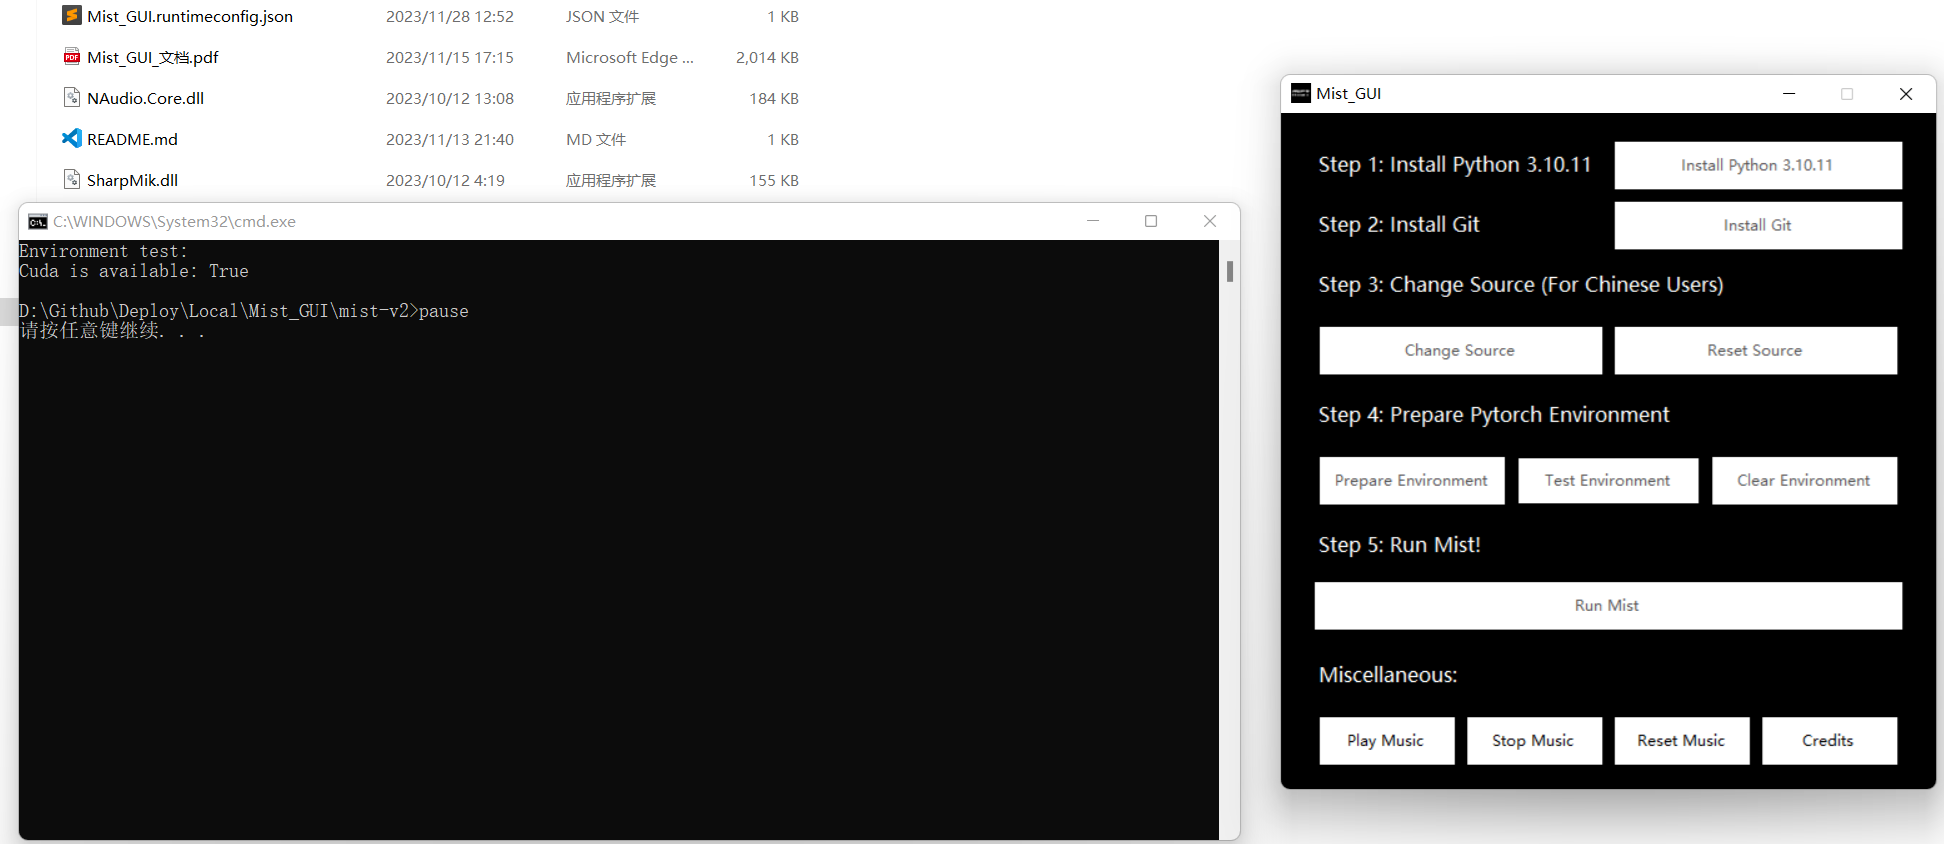 Mist_GUI.runtimeconfig.json 2023/11/28 12:52 JSON 文件 1 KB
Mist_GUI_文档.pdf 2023/11/15 17:15 Microsoft Edge ... 2,014 KB
NAudio.Core.dll 2023/10/12 13:08 应用程序扩展 184 KB
README.md 2023/11/13 21:40 MD 文件 1 KB
SharpMik.dll 2023/10/12 4:19 应用程序扩展 155 KB
C:\WINDOWS\System32\cmd.exe
Environment test:
Cuda is available: True
D:\Github\Deploy\Local\Mist_GUI\mist-v2>pause
请按任意键继续. . .
Mist_GUI
Step 1: Install Python 3.10.11 Install Python 3.10.11
Step 2: Install Git Install Git
Step 3: Change Source (For Chinese Users)
Change Source Reset Source
Step 4: Prepare Pytorch Environment
Prepare Environment Test Environment Clear Environment
Step 5: Run Mist!
Run Mist
Miscellaneous:
Play Music Stop Music Reset Music Credits